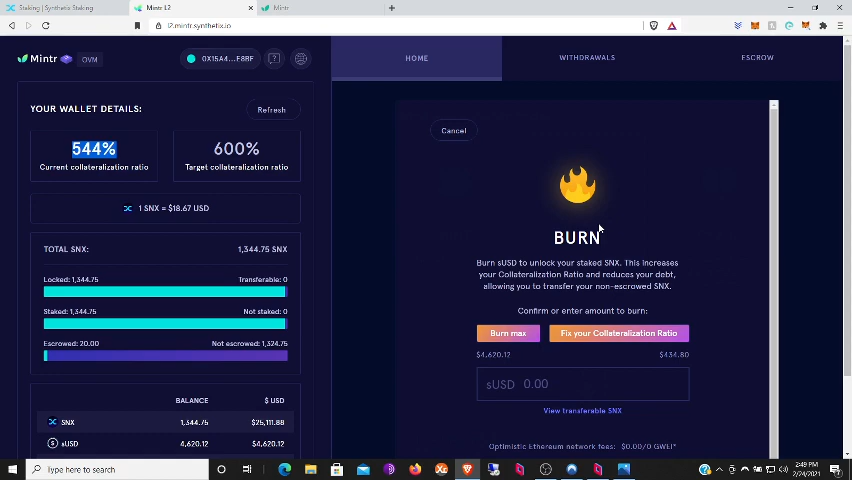 Staking | Synthetix Staking
Mintr L2
Mintr
l2.mintr.synthetix.io
Mintr
OVM
0X15A4...E8BF
HOME
WITHDRAWALS
ESCROW
YOUR WALLET DETAILS:
Refresh
544%
Current collateralization ratio
600%
Target collateralization ratio
1 SNX = $18.67 USD
TOTAL SNX:
1,344.75 SNX
Locked: 1,344.75
Transferable: 0
Staked: 1,344.75
Not staked: 0
Escrowed: 20.00
Not escrowed: 1,324.75
BALANCE
$ USD
SNX
1,344.75
$25,111.88
sUSD
4,620.12
$4,620.12
Cancel
BURN
Burn sUSD to unlock your staked SNX. This increases
your Collateralization Ratio and reduces your debt,
allowing you to transfer your non-escrowed SNX.
Confirm or enter amount to burn:
Burn max
Fix your Collateralization Ratio
$4,620.12
$434.80
sUSD 0.00
View transferable SNX
Optimistic Ethereum network fees: $0.00/0 GWEI*
Type here to search
2:49 PM
2/24/2021